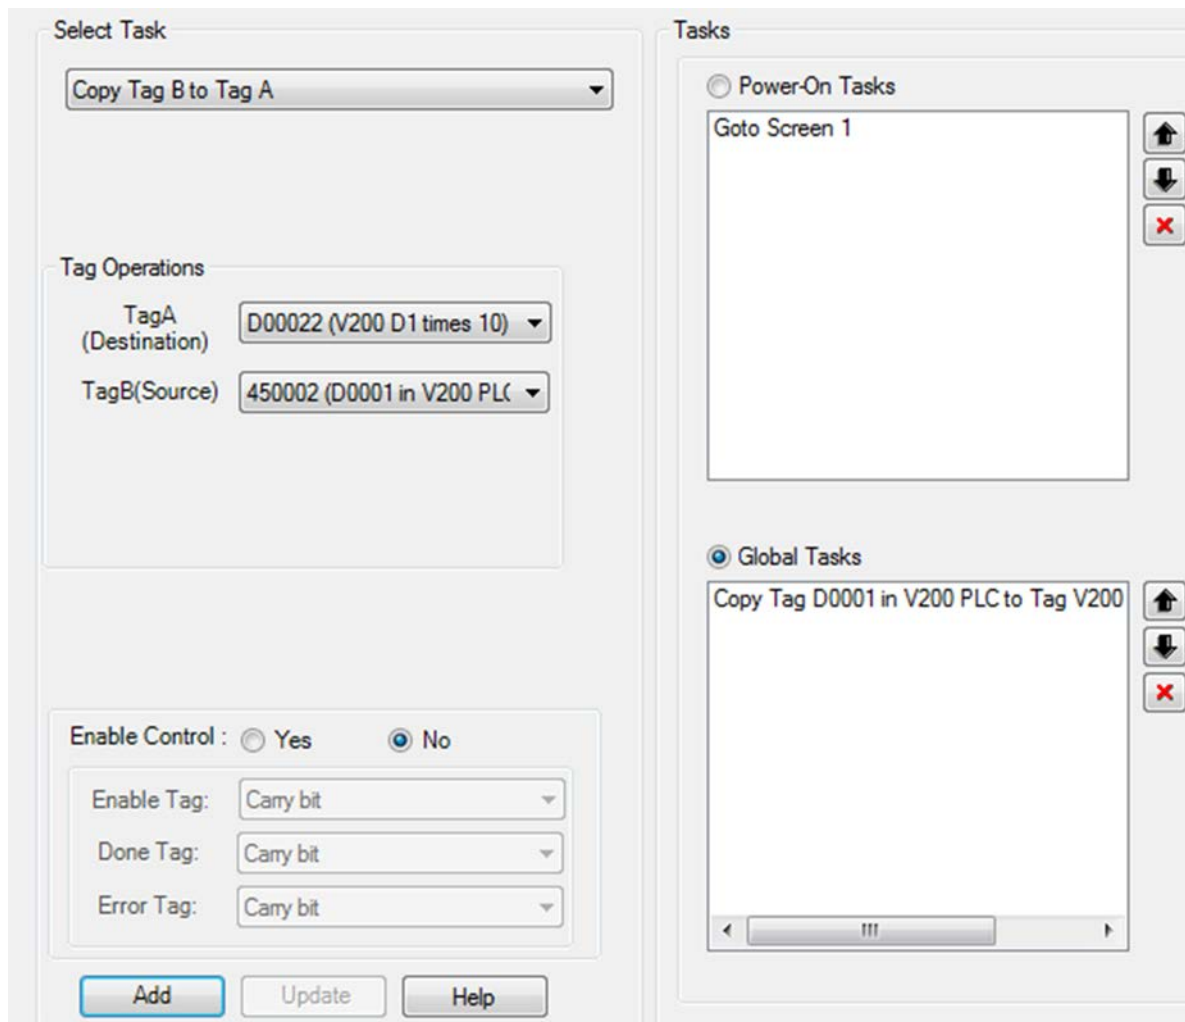 Select Task
Copy Tag B to Tag A
Tag Operations
TagA
(Destination)
D00022 (V200 D1 times 10)
TagB(Source)
450002 (D0001 in V200 PL(
Enable Control :
Yes
No
Enable Tag:
Carry bit
Done Tag:
Carry bit
Error Tag:
Carry bit
Add
Update
Help
Tasks
Power-On Tasks
Goto Screen 1
Global Tasks
Copy Tag D0001 in V200 PLC to Tag V200